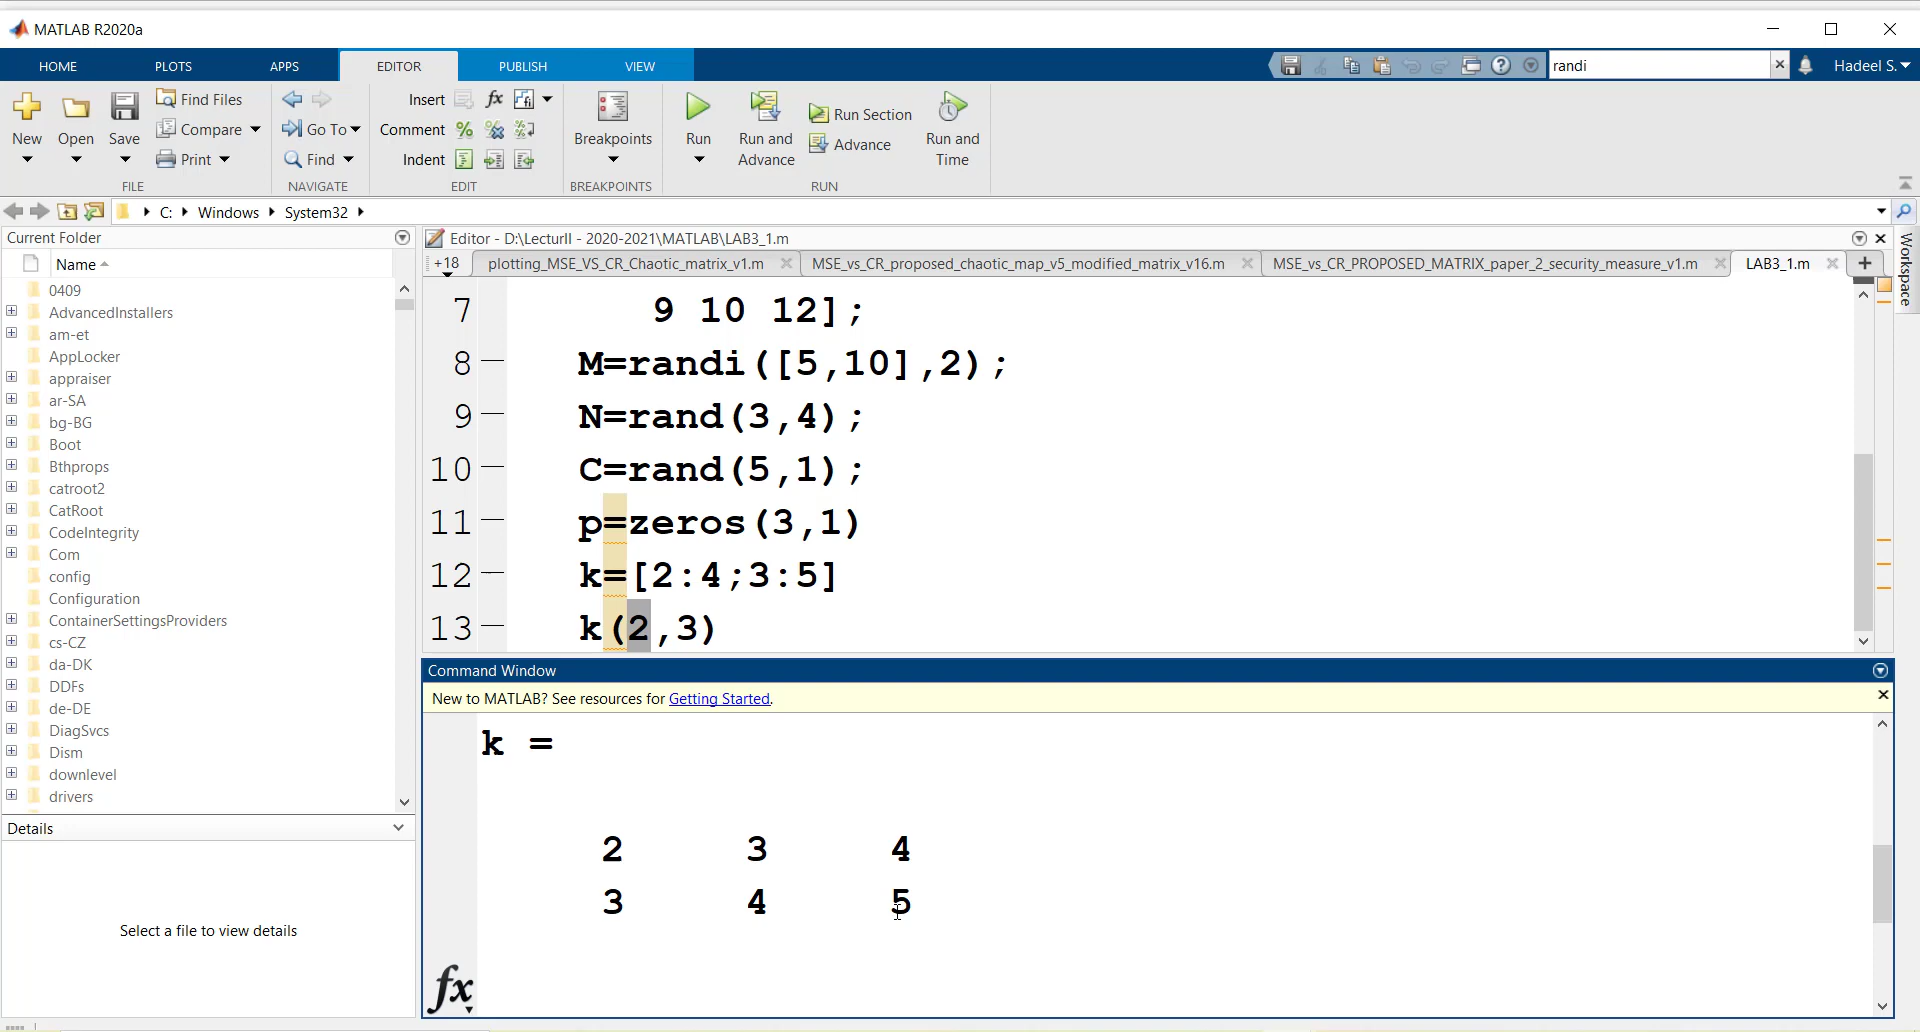 MATLAB R2020a
HOME PLOTS APPS EDITOR PUBLISH VIEW randi Hadeel S.
New Open Save Find Files Compare Print
FILE
Go To Find
NAVIGATE
Insert fx
Comment
Indent
EDIT
Breakpoints
BREAKPOINTS
Run Run and Advance Run Section Advance Run and Time
RUN
C: Windows System32
Current Folder
Name
0409
AdvancedInstallers
am-et
AppLocker
appraiser
ar-SA
bg-BG
Boot
Bthprops
catroot2
CatRoot
CodeIntegrity
Com
config
Configuration
ContainerSettingsProviders
cs-CZ
da-DK
DDFs
de-DE
DiagSvcs
Dism
downlevel
drivers
Details
Select a file to view details
Editor - D:\LecturII - 2020-2021\MATLAB\LAB3_1.m
+18 plotting_MSE_VS_CR_Chaotic_matrix_v1.m MSE_vs_CR_proposed_chaotic_map_v5_modified_matrix_v16.m MSE_vs_CR_PROPOSED_MATRIX_paper_2_security_measure_v1.m LAB3_1.m
Workspace
7 9 10 12];
8 M=randi([5,10],2);
9 N=rand(3,4);
10 C=rand(5,1);
11 p=zeros(3,1)
12 k=[2:4;3:5]
13 k(2,3)
Command Window
New to MATLAB? See resources for Getting Started.
k =
2 3 4
3 4 5
fx